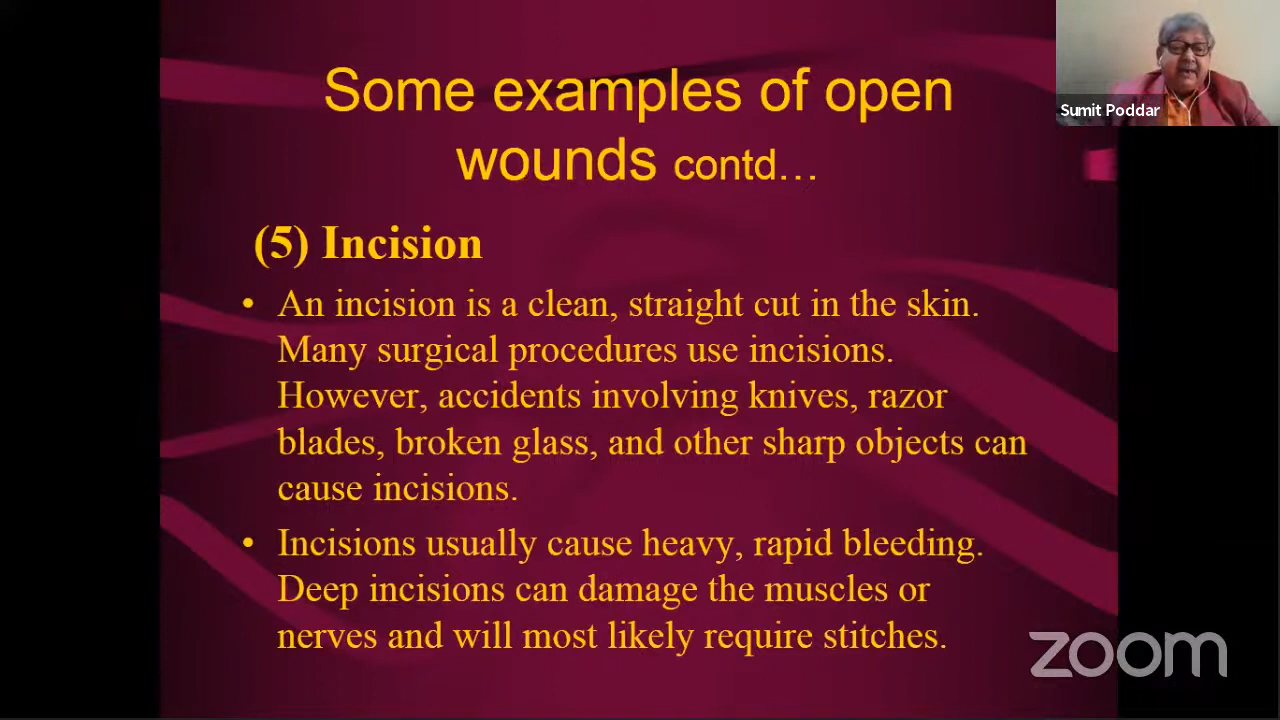 Some examples of open
wounds contd...
Sumit Poddar
(5) Incision
• An incision is a clean, straight cut in the skin.
Many surgical procedures use incisions.
However, accidents involving knives, razor
blades, broken glass, and other sharp objects can
cause incisions.
• Incisions usually cause heavy, rapid bleeding.
Deep incisions can damage the muscles or
nerves and will most likely require stitches.
zoom